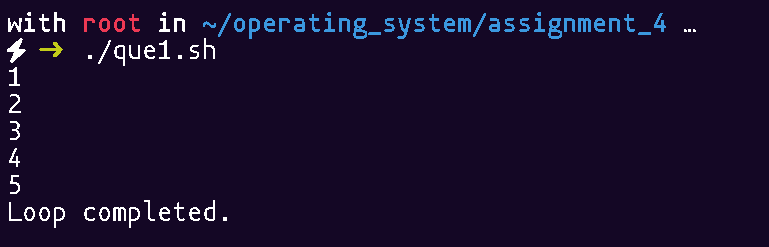 with root in ~/operating_system/assignment_4 …
⚡ ➜ ./que1.sh
1
2
3
4
5
Loop completed.